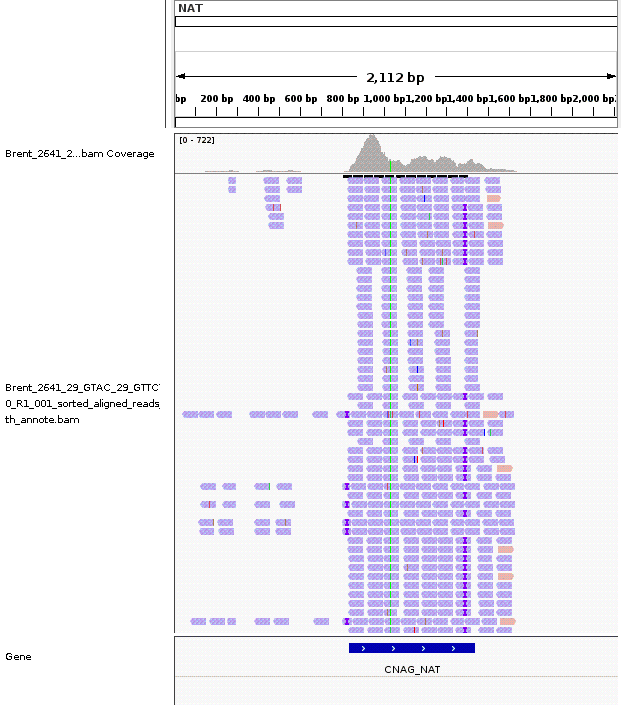 NAT
2,112 bp
bp 200 bp 400 bp 600 bp 800 bp 1,000 bp 1,200 bp 1,400 bp 1,600 bp 1,800 bp 2,000 bp
[0 - 722]
Brent_2641_2...bam Coverage
Brent_2641_29_GTAC_29_GTTC
0_R1_001_sorted_aligned_reads_
th_annote.bam
Gene
CNAG_NAT